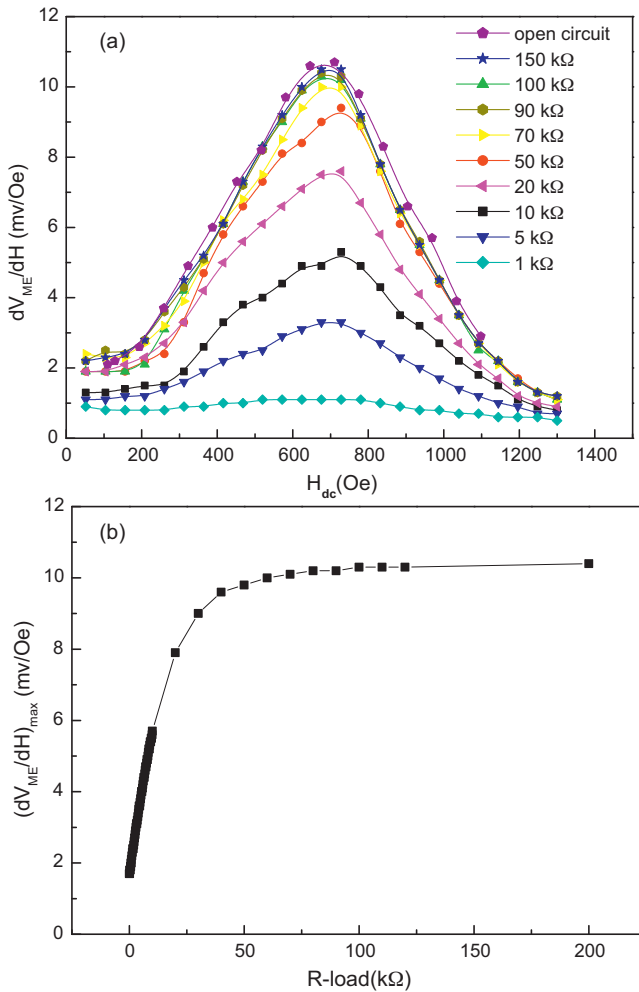 (a)
open circuit
150 kΩ
100 kΩ
90 kΩ
70 kΩ
50 kΩ
20 kΩ
10 kΩ
5 kΩ
1 kΩ
dV_ME/dH (mv/Oe)
12
10
8
6
4
2
0
0 200 400 600 800 1000 1200 1400
H_dc(Oe)
(b)
(dV_ME/dH)_max (mv/Oe)
12
10
8
6
4
2
0
0 50 100 150 200
R-load(kΩ)